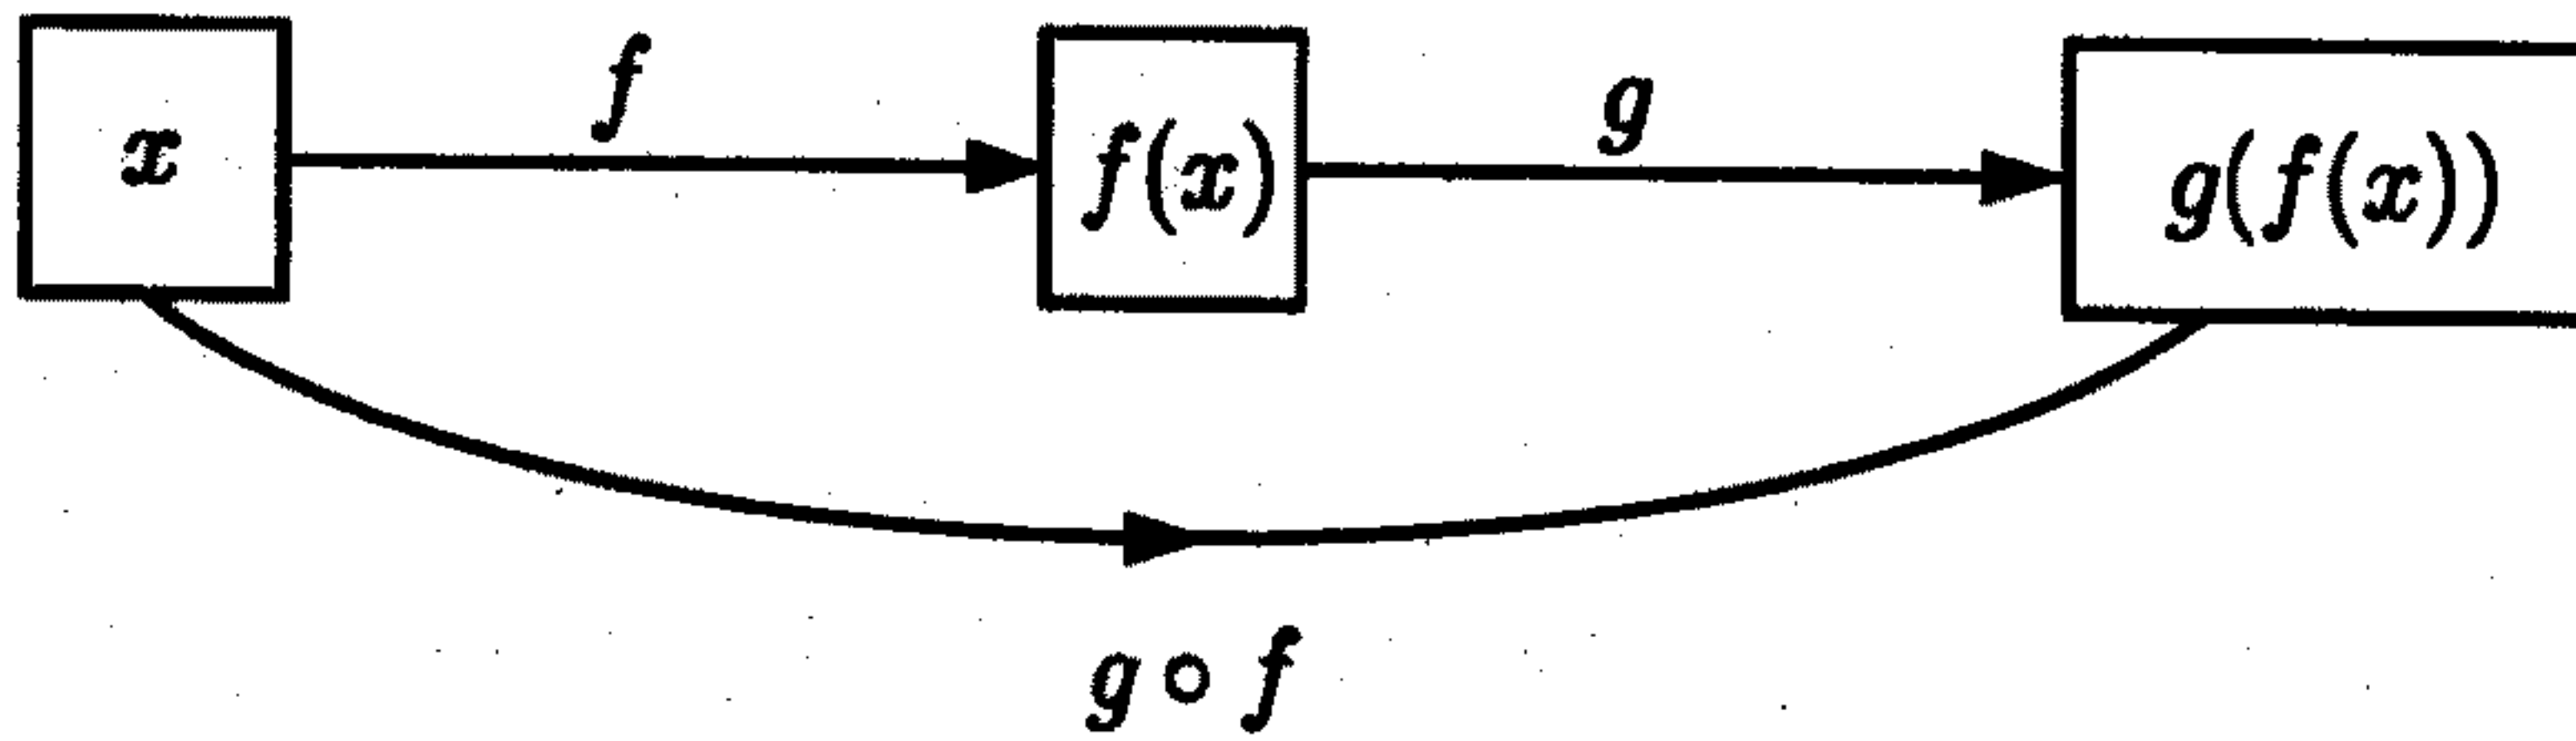 f
g
x
f(x)
g(f(x))
g∘f